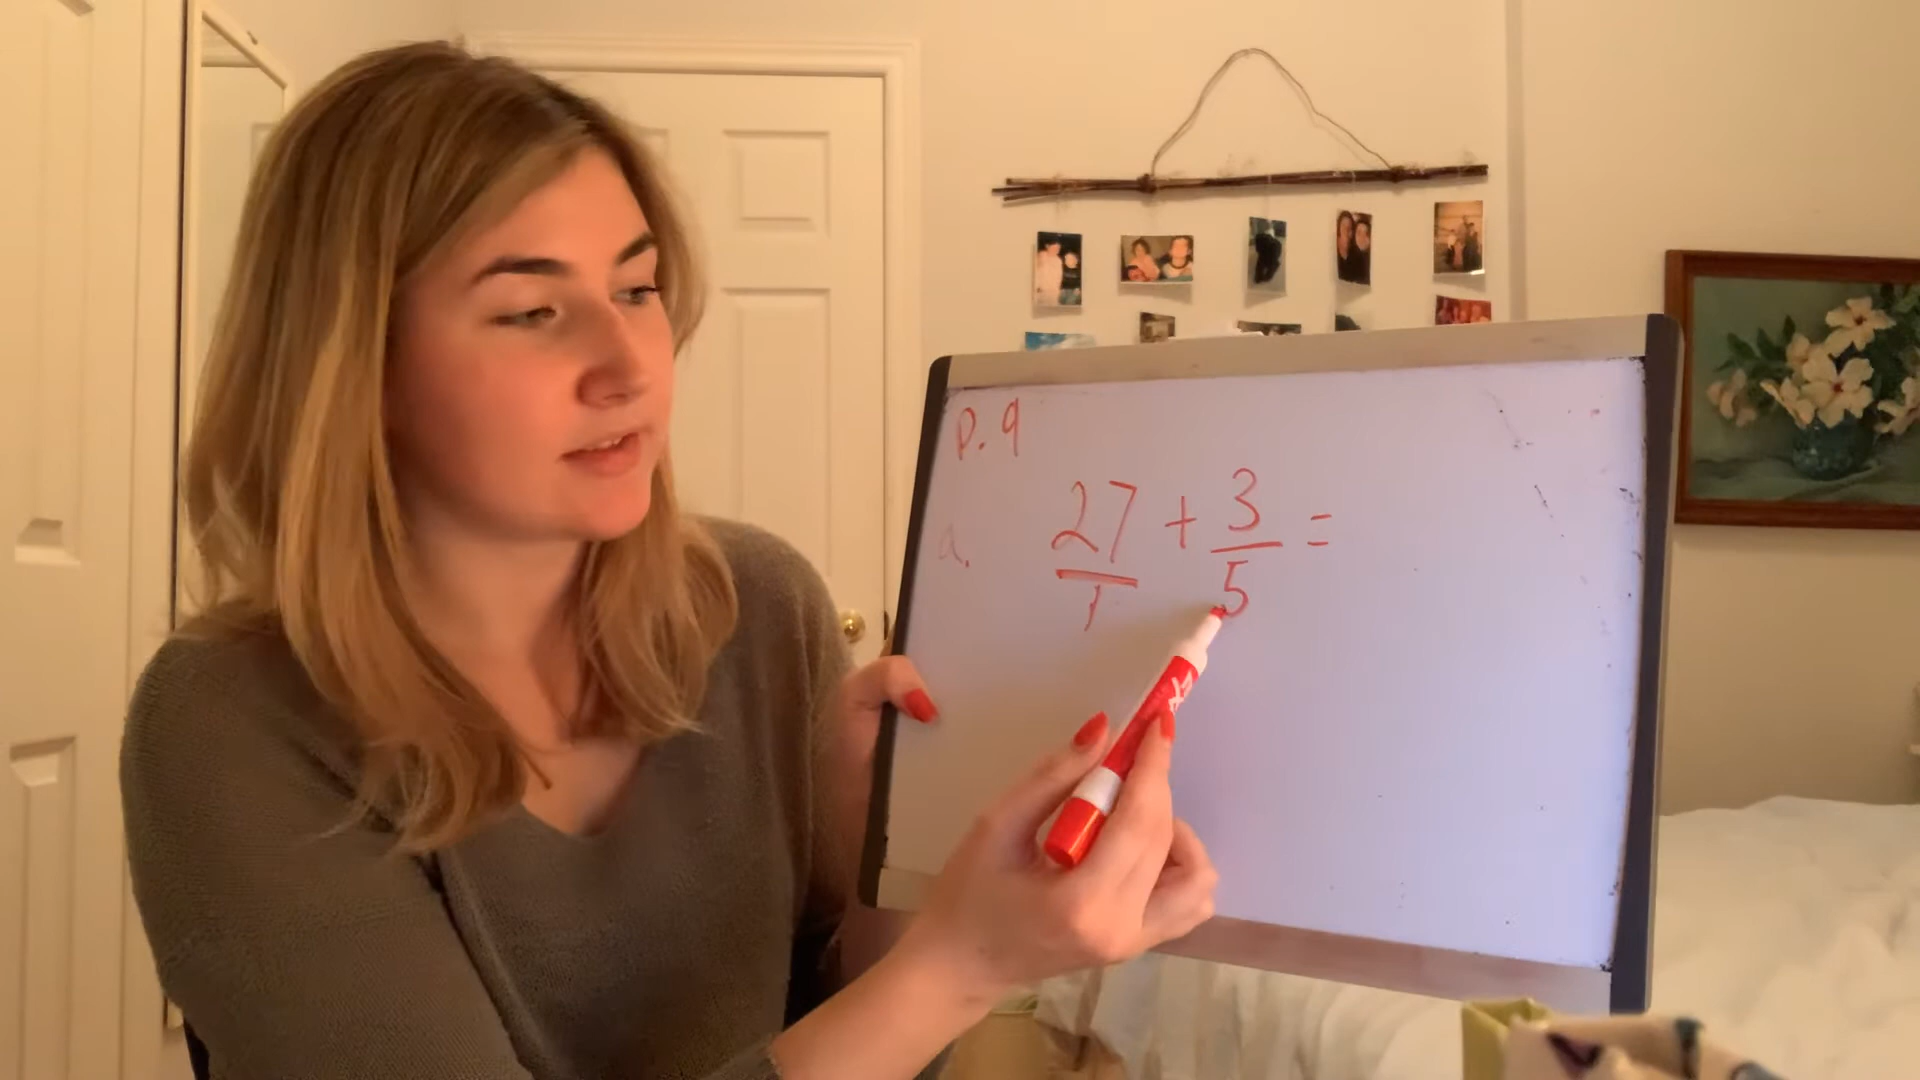 p. 9
a. 27/1 + 3/5 =